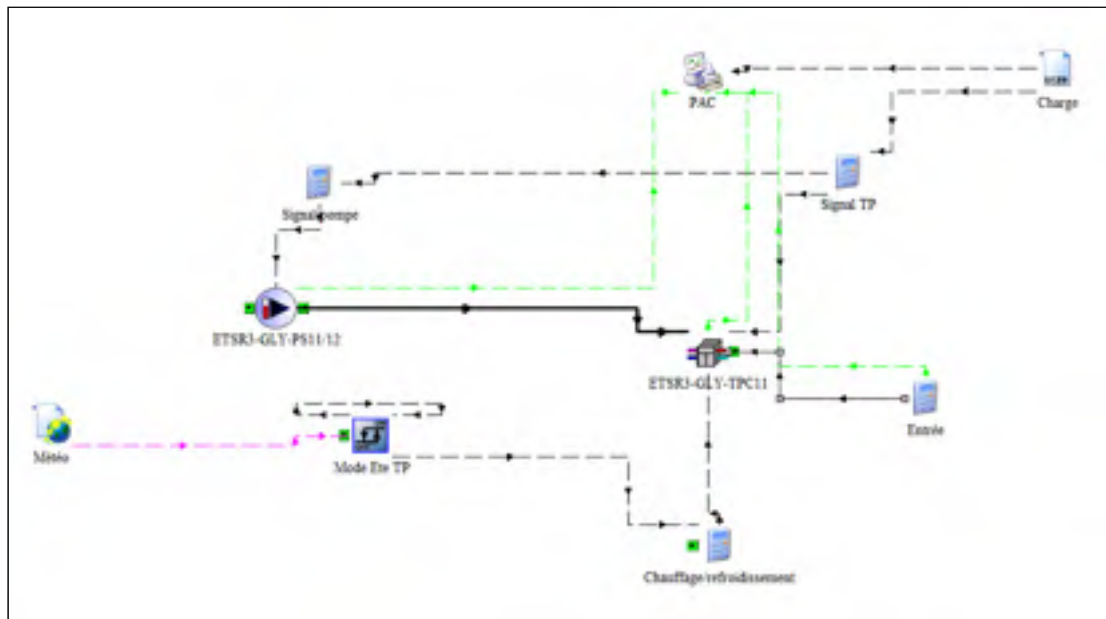 PAC
Charge
Signal pompe
Signal TP
ETSR3-GLY-PS11/12
ETSR3-GLY-TPC11
Entrée
Météo
Mode Ete TP
Chauffage/refroidissement